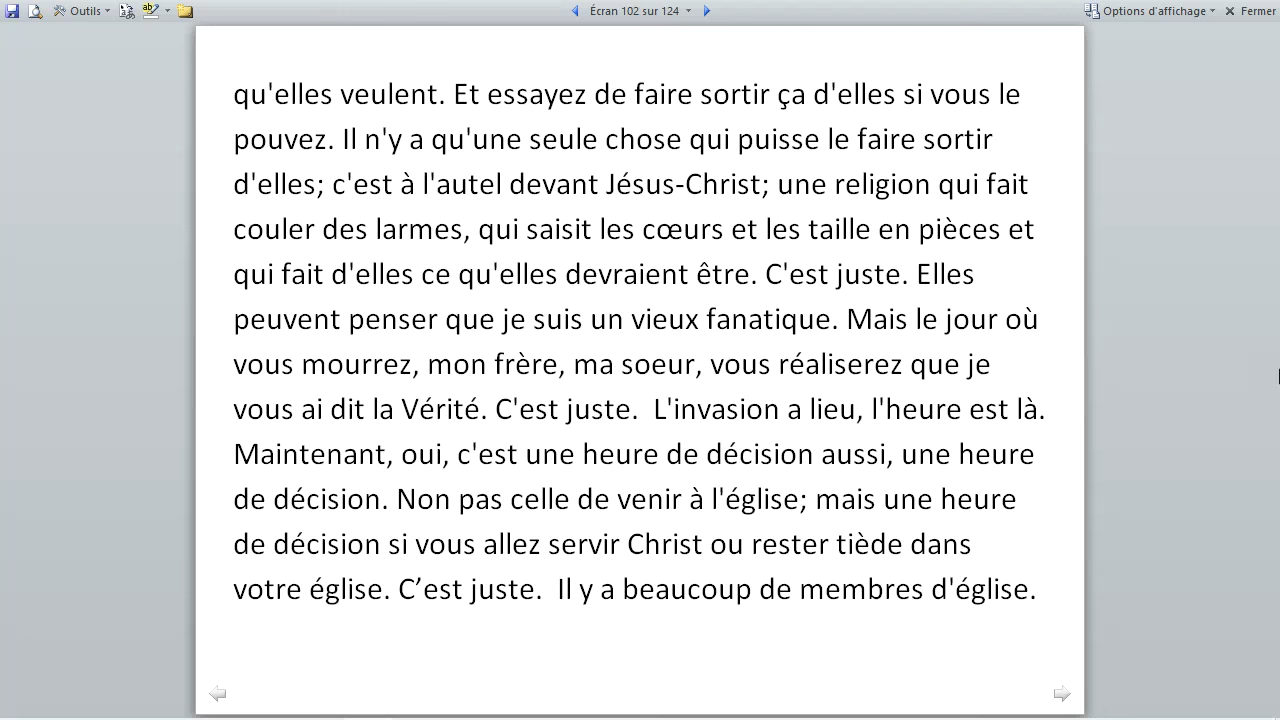 Outils
Écran 102 sur 124
Options d'affichage
Fermer
qu'elles veulent. Et essayez de faire sortir ça d'elles si vous le
pouvez. Il n'y a qu'une seule chose qui puisse le faire sortir
d'elles; c'est à l'autel devant Jésus-Christ; une religion qui fait
couler des larmes, qui saisit les cœurs et les taille en pièces et
qui fait d'elles ce qu'elles devraient être. C'est juste. Elles
peuvent penser que je suis un vieux fanatique. Mais le jour où
vous mourrez, mon frère, ma soeur, vous réaliserez que je
vous ai dit la Vérité. C'est juste.  L'invasion a lieu, l'heure est là.
Maintenant, oui, c'est une heure de décision aussi, une heure
de décision. Non pas celle de venir à l'église; mais une heure
de décision si vous allez servir Christ ou rester tiède dans
votre église. C’est juste.  Il y a beaucoup de membres d'église.